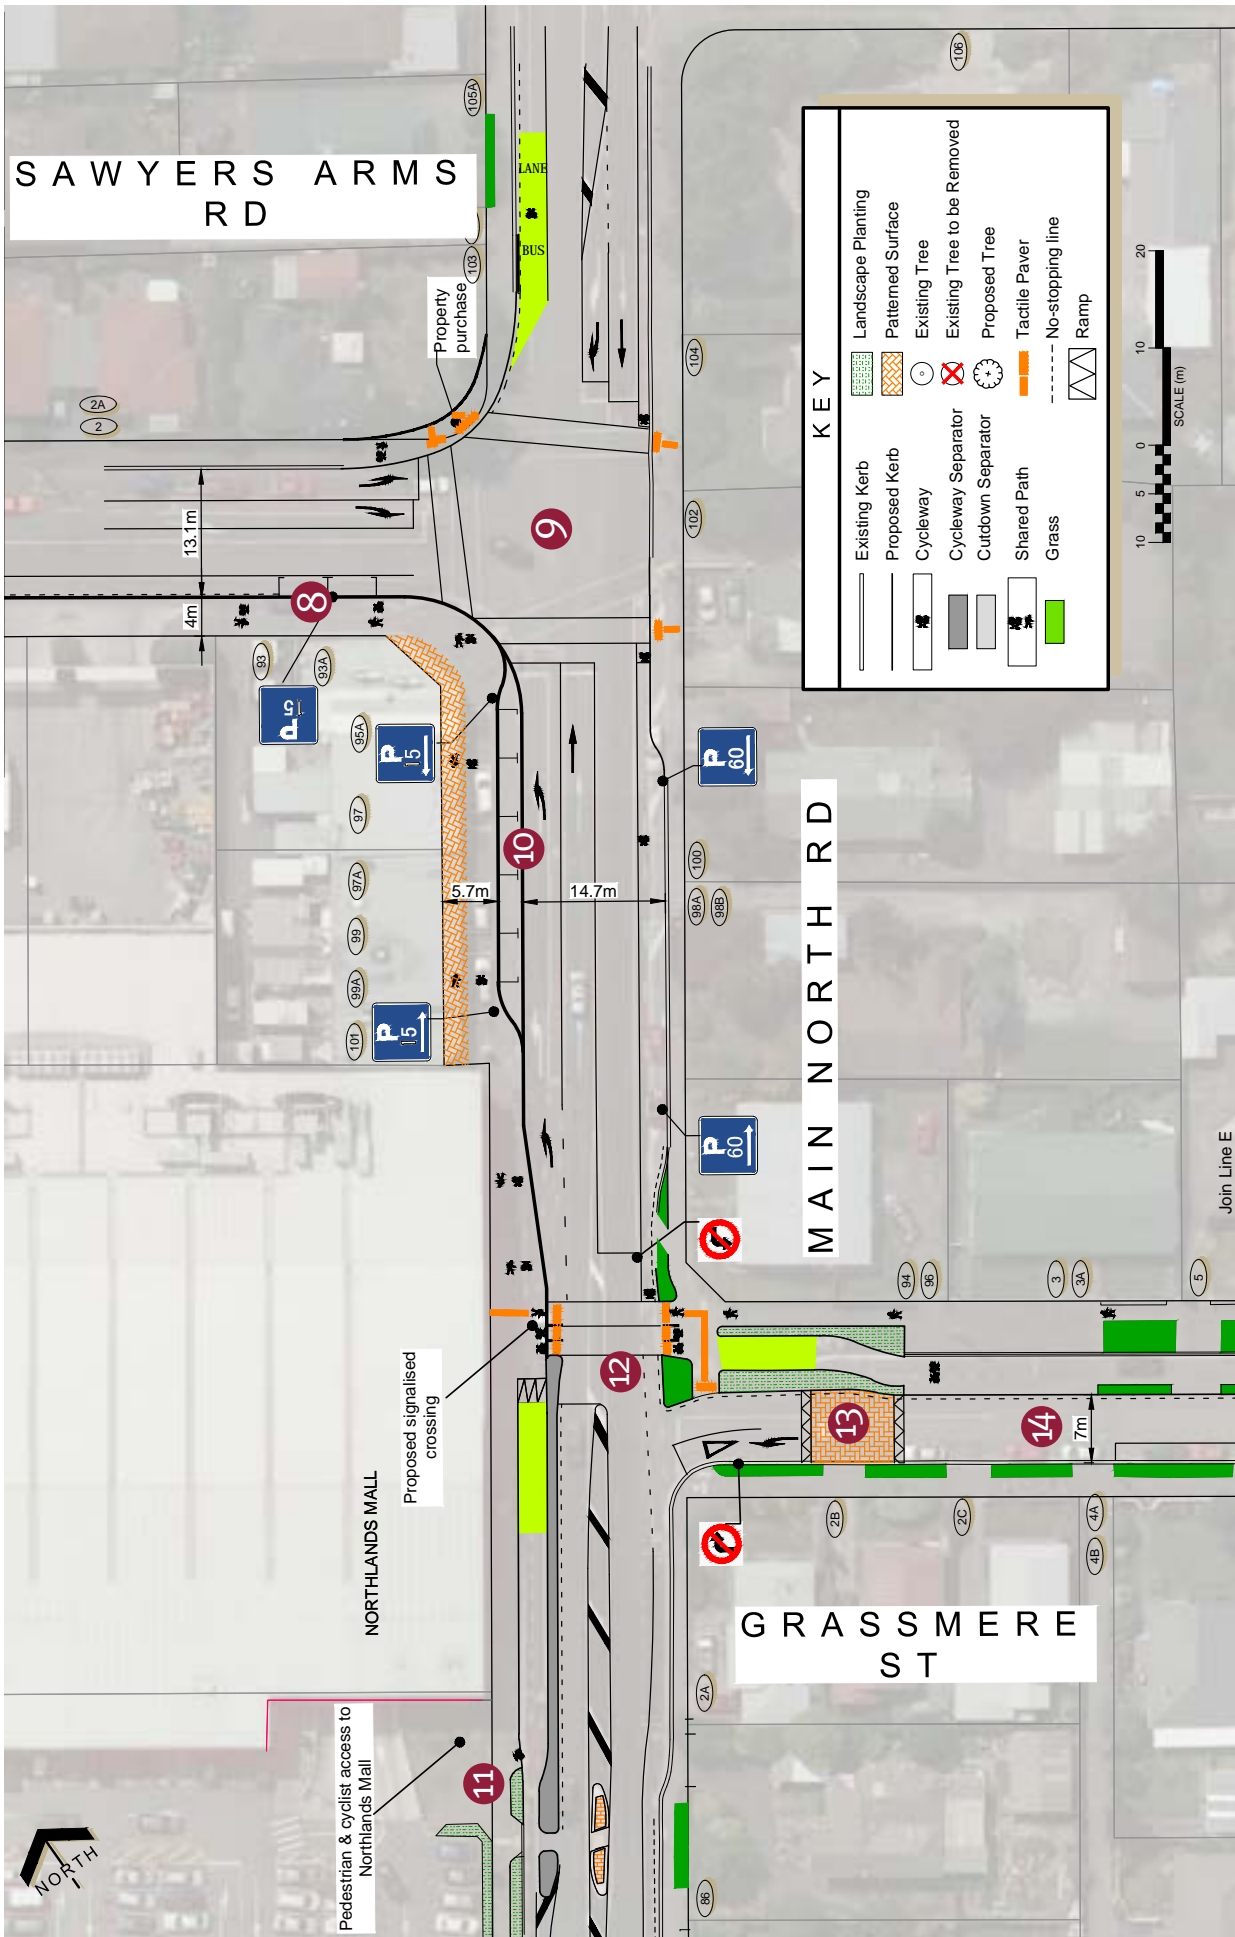 SAWYERS ARMS
RD
105A
103
LANE
BUS
Property
purchase
106
104
102
2A
2
13.1m
4m
8
9
KEY
Existing Kerb
Proposed Kerb
Cycleway
Cycleway Separator
Cutdown Separator
Shared Path
Grass
Landscape Planting
Patterned Surface
Existing Tree
Existing Tree to be Removed
Proposed Tree
Tactile Paver
No-stopping line
Ramp
10
5
0
10
20
SCALE (m)
93
93A
P
15
95A
P
15
97
97A
99
99A
101
P
15
10
5.7m
14.7m
P
60
100
98A
98B
P
60
MAIN NORTH RD
Join Line E
94
96
3
3A
5
Proposed signalised
crossing
12
13
14
7m
NORTHLANDS MALL
2B
2C
4A
4B
GRASSMERE
ST
2A
86
Pedestrian & cyclist access to
Northlands Mall
11
NORTH